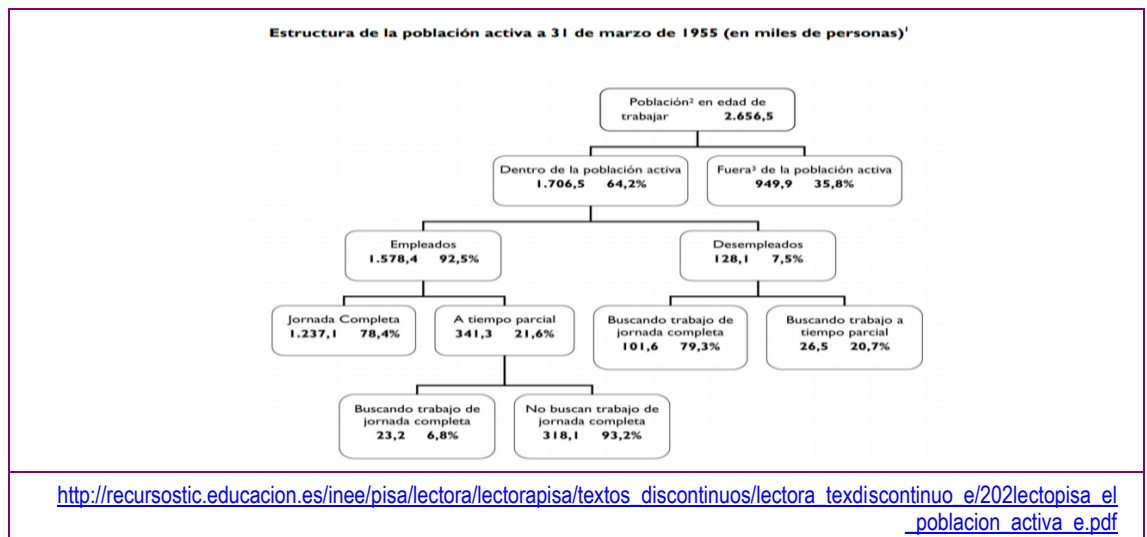 Estructura de la población activa a 31 de marzo de 1955 (en miles de personas)¹
Población² en edad de
trabajar 2.656,5
Dentro de la población activa
1.706,5 64,2%
Fuera³ de la población activa
949,9 35,8%
Empleados
1.578,4 92,5%
Desempleados
128,1 7,5%
Jornada Completa
1.237,1 78,4%
A tiempo parcial
341,3 21,6%
Buscando trabajo de
jornada completa
101,6 79,3%
Buscando trabajo a
tiempo parcial
26,5 20,7%
Buscando trabajo de
jornada completa
23,2 6,8%
No buscan trabajo de
jornada completa
318,1 93,2%
http://recursostic.educacion.es/inee/pisa/lectora/lectorapisa/textos_discontinuos/lectora_texdiscontinuo_e/202lectopisa_el
_poblacion_activa_e.pdf